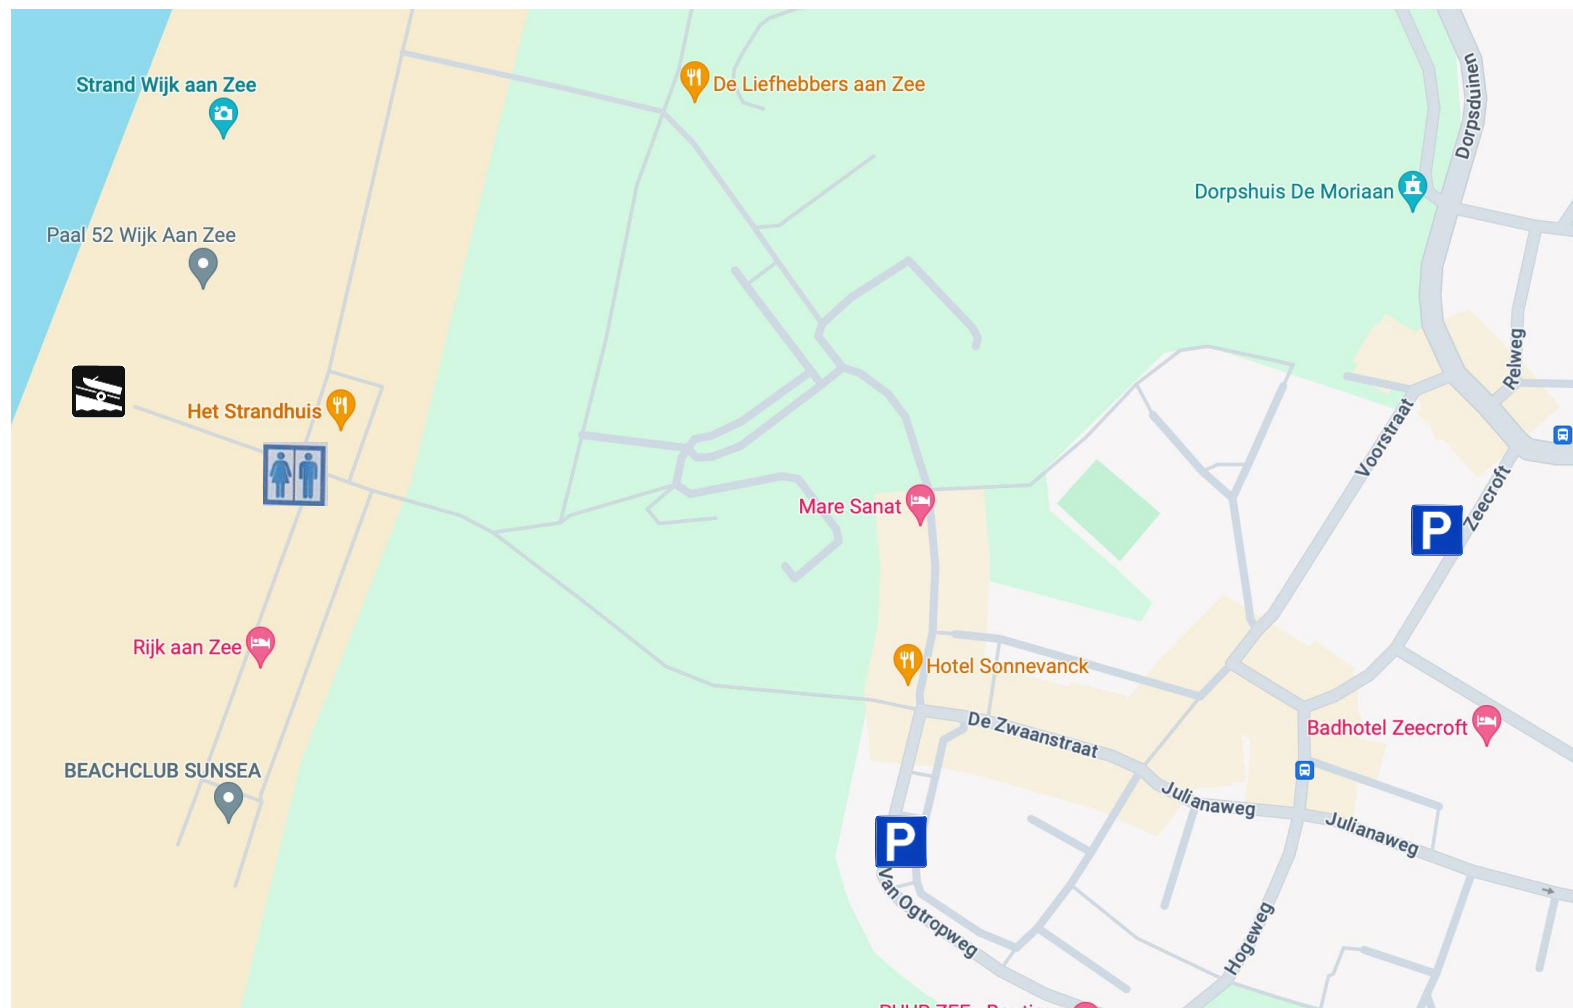 Strand Wijk aan Zee
De Liefhebbers aan Zee
Dorpsduinen
Dorpshuis De Moriaan
Paal 52 Wijk Aan Zee
Relweg
Het Strandhuis
Voorstraat
Zeecroft
P
Mare Sanat
Rijk aan Zee
Hotel Sonnevanck
De Zwaanstraat
Badhotel Zeecroft
BEACHCLUB SUNSEA
Julianaweg
Julianaweg
P
Van Ogtropweg
Hogeweg